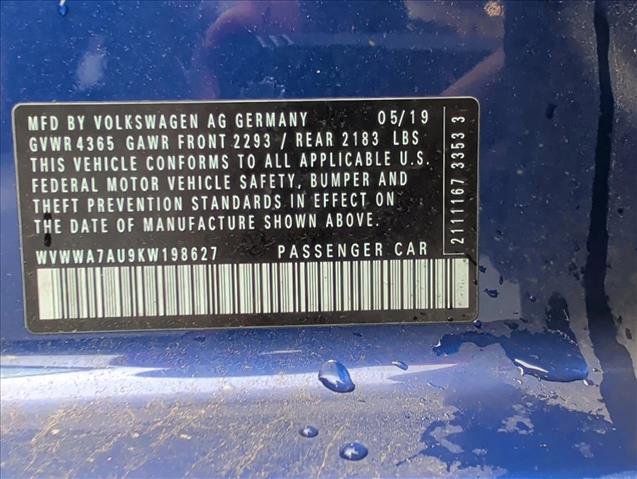 MFD BY VOLKSWAGEN AG GERMANY 05/19
GVWR 4365 GAWR FRONT 2293 / REAR 2183 LBS
THIS VEHICLE CONFORMS TO ALL APPLICABLE U.S.
FEDERAL MOTOR VEHICLE SAFETY, BUMPER AND
THEFT PREVENTION STANDARDS IN EFFECT ON
THE DATE OF MANUFACTURE SHOWN ABOVE.
WVWWA7AU9KW198627 PASSENGER CAR
2111167 3353 3